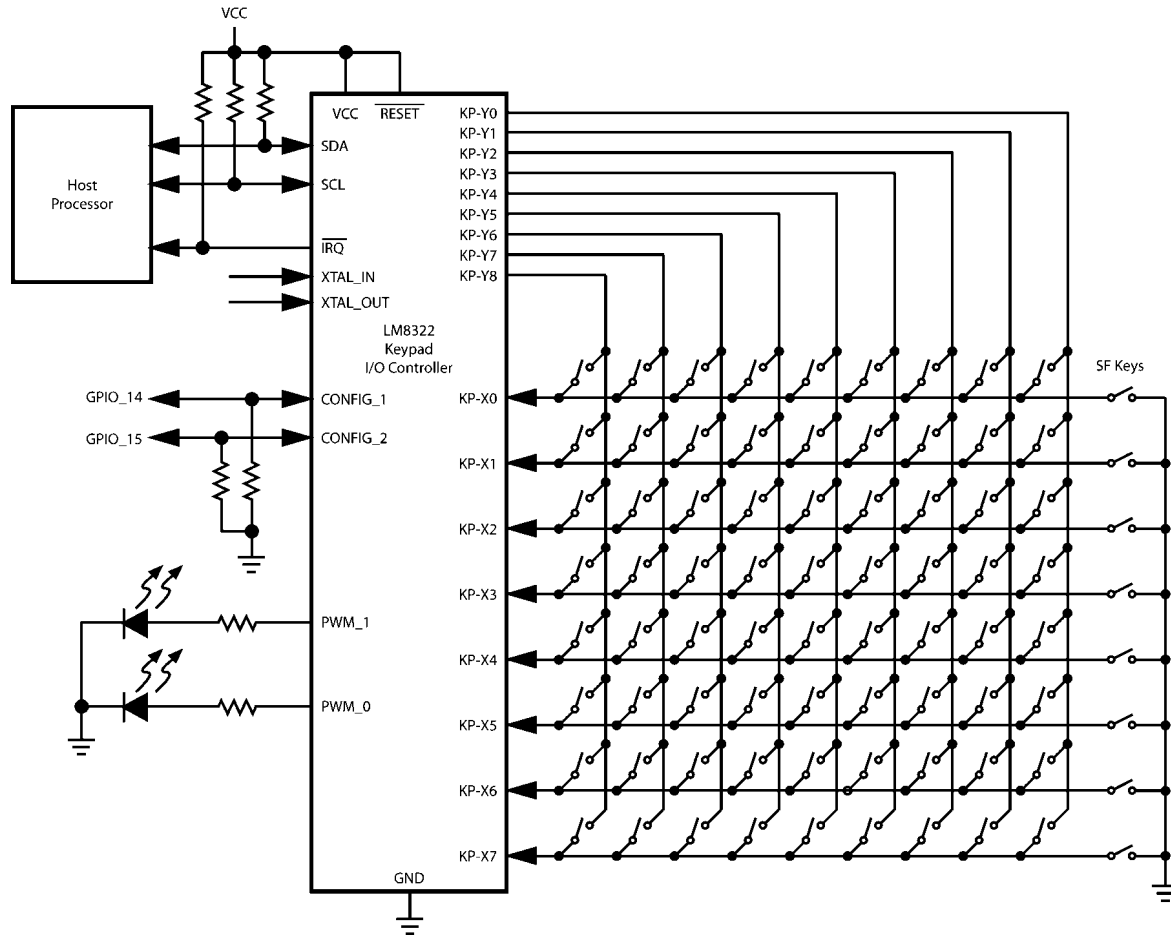 VCC
VCC
RESET
KP-Y0
KP-Y1
KP-Y2
KP-Y3
KP-Y4
KP-Y5
KP-Y6
KP-Y7
KP-Y8
SDA
SCL
IRQ
XTAL_IN
XTAL_OUT
Host
Processor
LM8322
Keypad
I/O Controller
SF Keys
GPIO_14
CONFIG_1
GPIO_15
CONFIG_2
KP-X0
KP-X1
KP-X2
KP-X3
KP-X4
KP-X5
KP-X6
KP-X7
PWM_1
PWM_0
GND